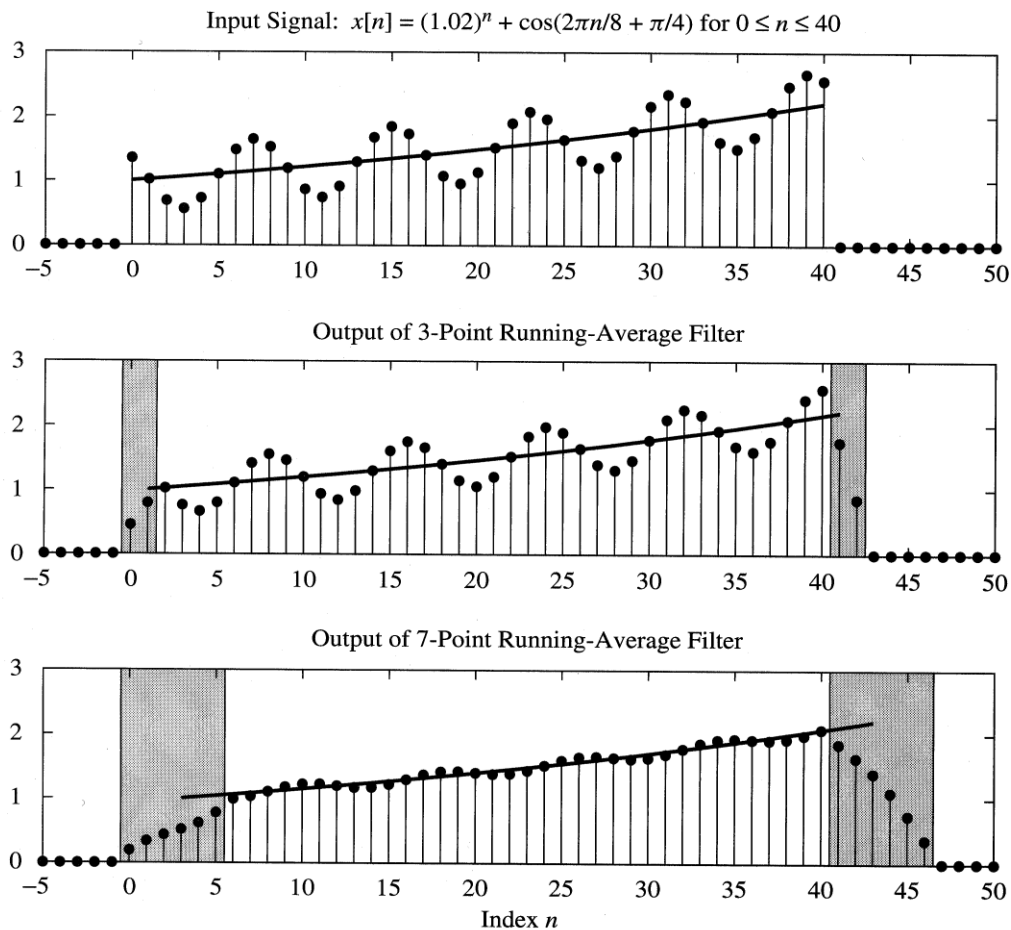 Input Signal: x[n] = (1.02)ⁿ + cos(2πn/8 + π/4) for 0 ≤ n ≤ 40
3
2
1
0
−5 0 5 10 15 20 25 30 35 40 45 50
Output of 3-Point Running-Average Filter
3
2
1
0
−5 0 5 10 15 20 25 30 35 40 45 50
Output of 7-Point Running-Average Filter
3
2
1
0
−5 0 5 10 15 20 25 30 35 40 45 50
Index n